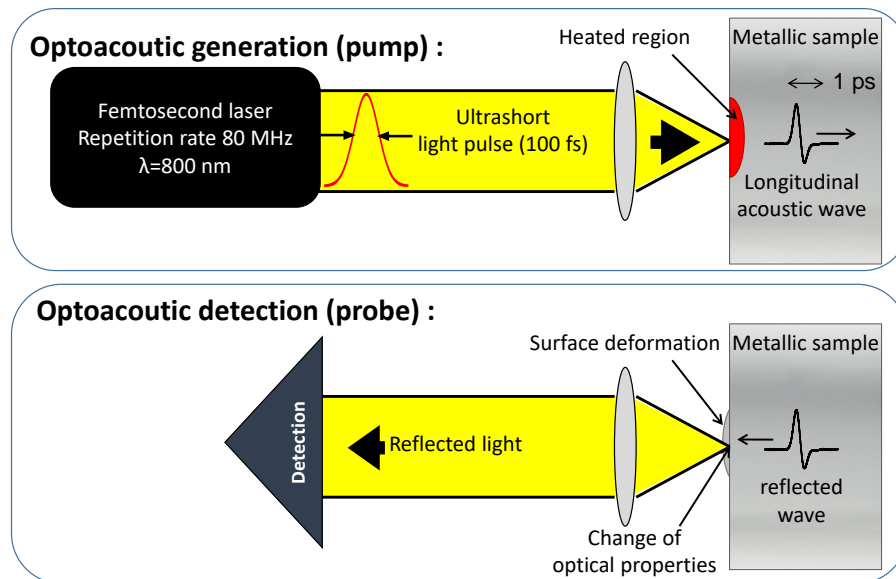 Optoacoutic generation (pump) :
Femtosecond laser
Repetition rate 80 MHz
λ=800 nm
Ultrashort
light pulse (100 fs)
Heated region
Metallic sample
1 ps
Longitudinal
acoustic wave
Optoacoutic detection (probe) :
Detection
Reflected light
Surface deformation
Metallic sample
reflected
wave
Change of
optical properties